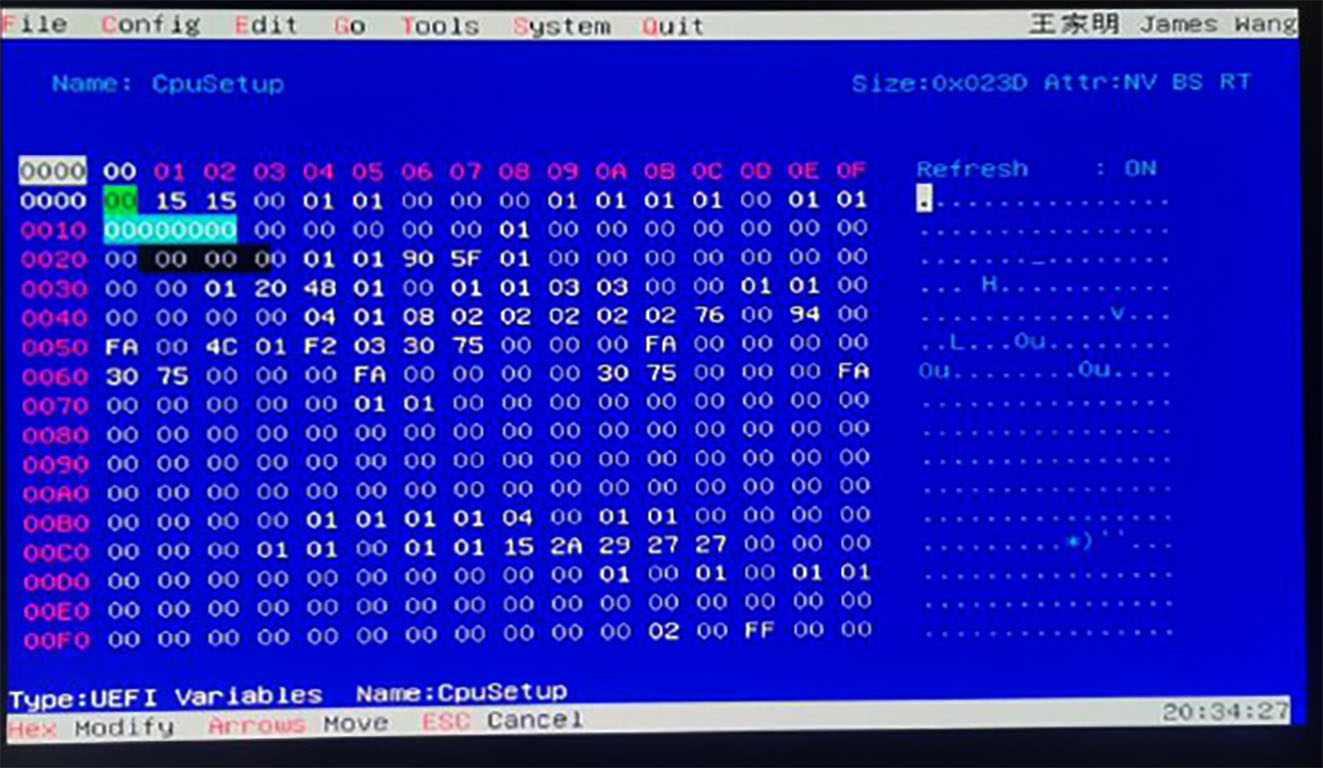 File Config Edit Go Tools System Quit 王家明 James Wang
Name: CpuSetup Size:0x023D Attr:NV BS RT
0000 00 01 02 03 04 05 06 07 08 09 0A 0B 0C 0D 0E 0F Refresh : ON
0000 00 15 15 00 01 01 00 00 00 01 01 01 01 00 01 01 ................
0010 00000000 00 00 00 00 01 00 00 00 00 00 00 00 ................
0020 00 00 00 00 01 01 90 5F 01 00 00 00 00 00 00 00 ......._........
0030 00 00 01 20 48 01 00 01 01 03 03 00 00 01 01 00 ... H...........
0040 00 00 00 00 04 01 08 02 02 02 02 02 76 00 94 00 ............v...
0050 FA 00 4C 01 F2 03 30 75 00 00 00 FA 00 00 00 00 ..L...0u........
0060 30 75 00 00 00 FA 00 00 00 00 30 75 00 00 00 FA 0u........0u....
0070 00 00 00 00 00 01 01 00 00 00 00 00 00 00 00 00 ................
0080 00 00 00 00 00 00 00 00 00 00 00 00 00 00 00 00 ................
0090 00 00 00 00 00 00 00 00 00 00 00 00 00 00 00 00 ................
00A0 00 00 00 00 00 00 00 00 00 00 00 00 00 00 00 00 ................
00B0 00 00 00 00 01 01 01 01 04 00 01 01 00 00 00 00 ................
00C0 00 00 00 01 01 00 01 01 15 2A 29 27 27 00 00 00 .........*)''...
00D0 00 00 00 00 00 00 00 00 00 00 01 00 01 00 01 01 ................
00E0 00 00 00 00 00 00 00 00 00 00 00 00 00 00 00 00 ................
00F0 00 00 00 00 00 00 00 00 00 00 00 02 00 FF 00 00 ................
Type:UEFI Variables Name:CpuSetup
Hex Modify Arrows Move ESC Cancel 20:34:27